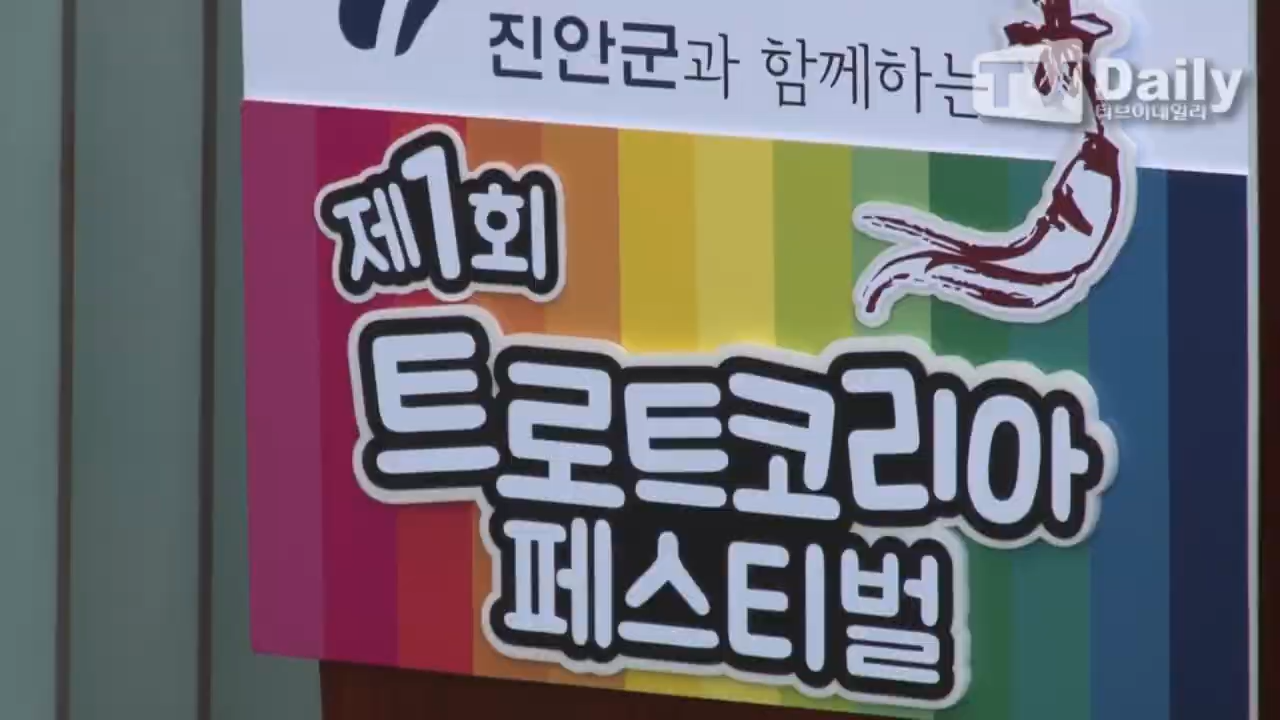 진안군과 함께하는
TV Daily
티브이데일리
제1회
트로트코리아
페스티벌